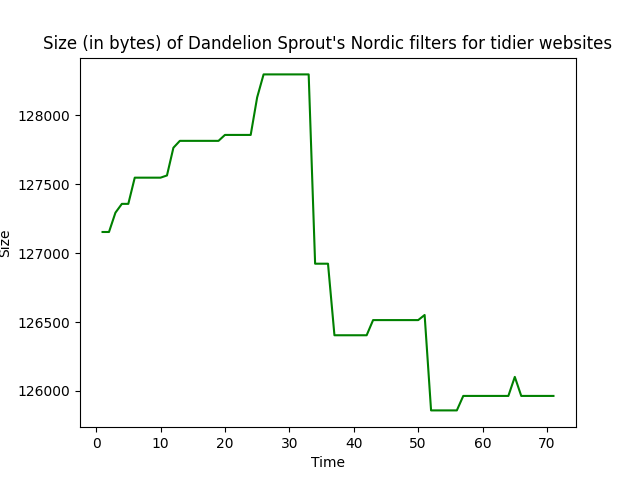 Size (in bytes) of Dandelion Sprout's Nordic filters for tidier websites
128000
127500
127000
126500
126000
Size
0 10 20 30 40 50 60 70
Time